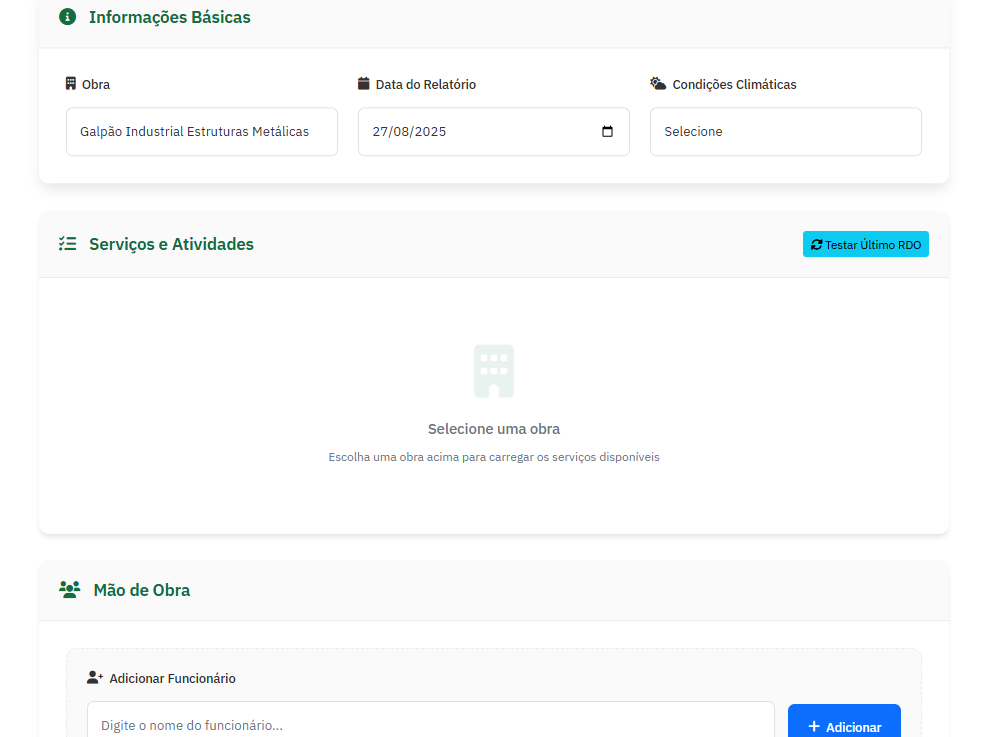 Informações Básicas
Obra
Data do Relatório
Condições Climáticas
Galpão Industrial Estruturas Metálicas
27/08/2025
Selecione
Serviços e Atividades
Testar Último RDO
Selecione uma obra
Escolha uma obra acima para carregar os serviços disponíveis
Mão de Obra
Adicionar Funcionário
Digite o nome do funcionário...
+ Adicionar